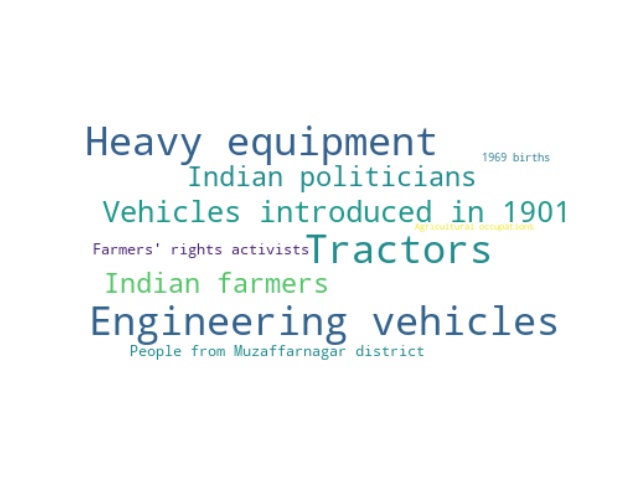 Heavy equipment
1969 births
Indian politicians
Vehicles introduced in 1901
Agricultural occupations
Farmers' rights activists
Tractors
Indian farmers
Engineering vehicles
People from Muzaffarnagar district